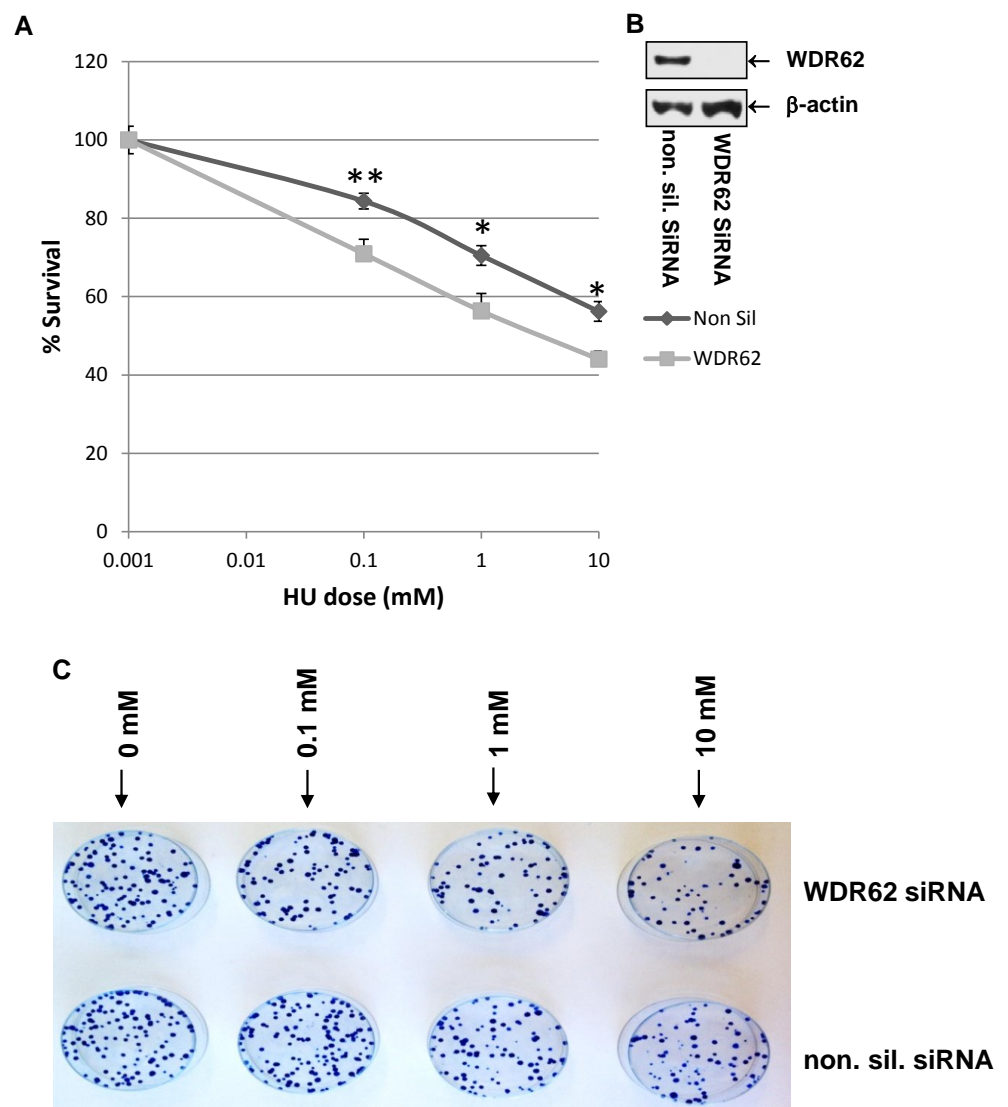 A
120
100
80
60
40
20
0
% Survival
**
*
*
0.001
0.01
0.1
1
10
HU dose (mM)
B
← WDR62
← β-actin
non. sil. SiRNA
WDR62 SiRNA
Non Sil
WDR62
C
0 mM
0.1 mM
1 mM
10 mM
WDR62 siRNA
non. sil. siRNA